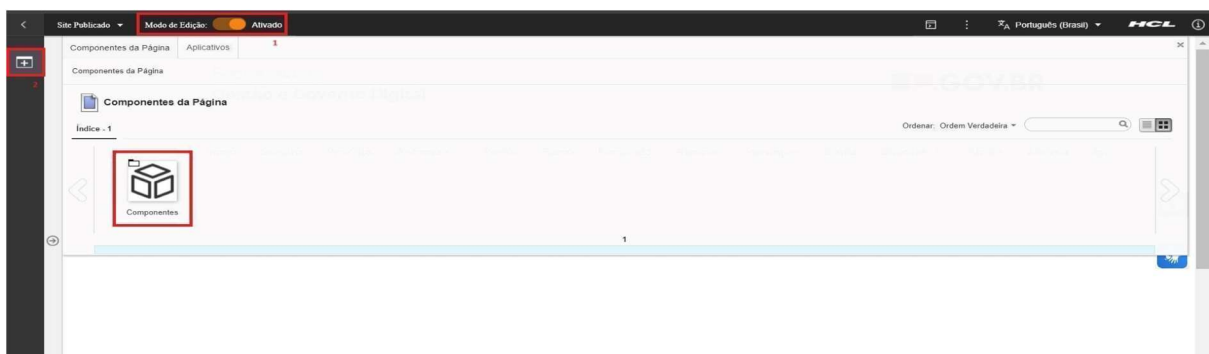 Site Publicado Modo de Edição: Ativado Português (Brasil) HCL
1
Componentes da Página Aplicativos
2
Componentes da Página
Componentes da Página
Índice - 1 Ordenar: Ordem Verdadeira
Componentes
1